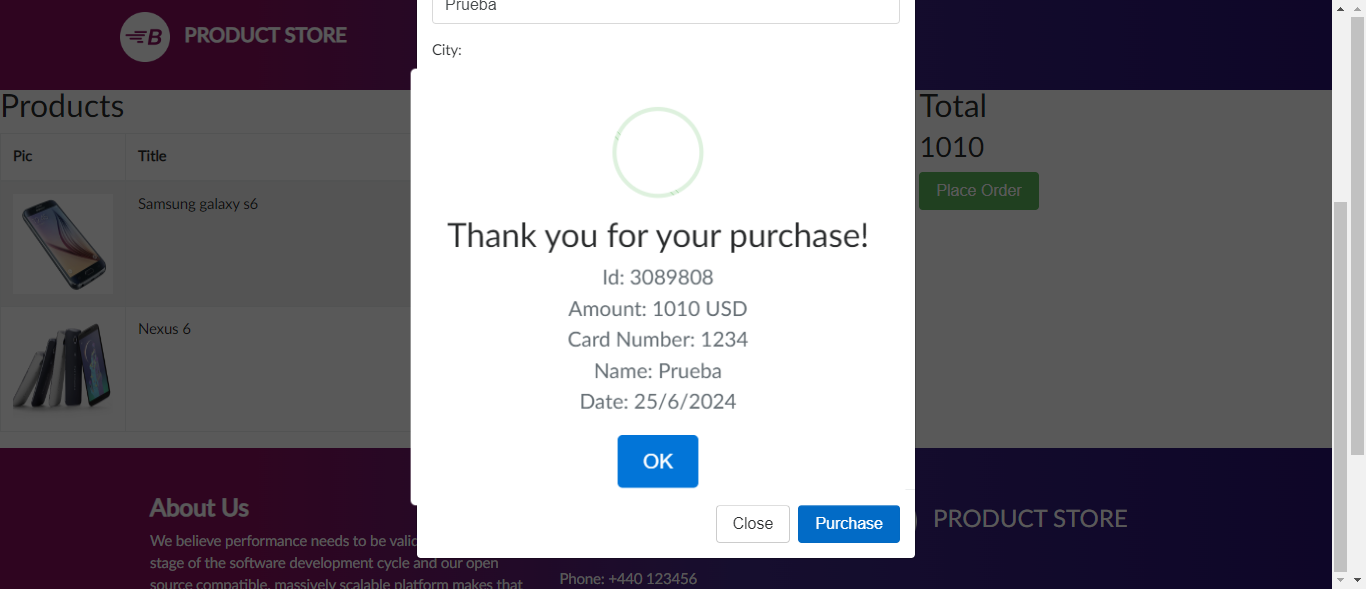 B PRODUCT STORE
Prueba
City:
Products
Total
1010
Pic Title
Place Order
Samsung galaxy s6
Nexus 6
Thank you for your purchase!
Id: 3089808
Amount: 1010 USD
Card Number: 1234
Name: Prueba
Date: 25/6/2024
OK
Close Purchase
About Us
We believe performance needs to be
stage of the software development cycle and our open
source compatible, massively scalable platform makes that
PRODUCT STORE
Phone: +440 123456